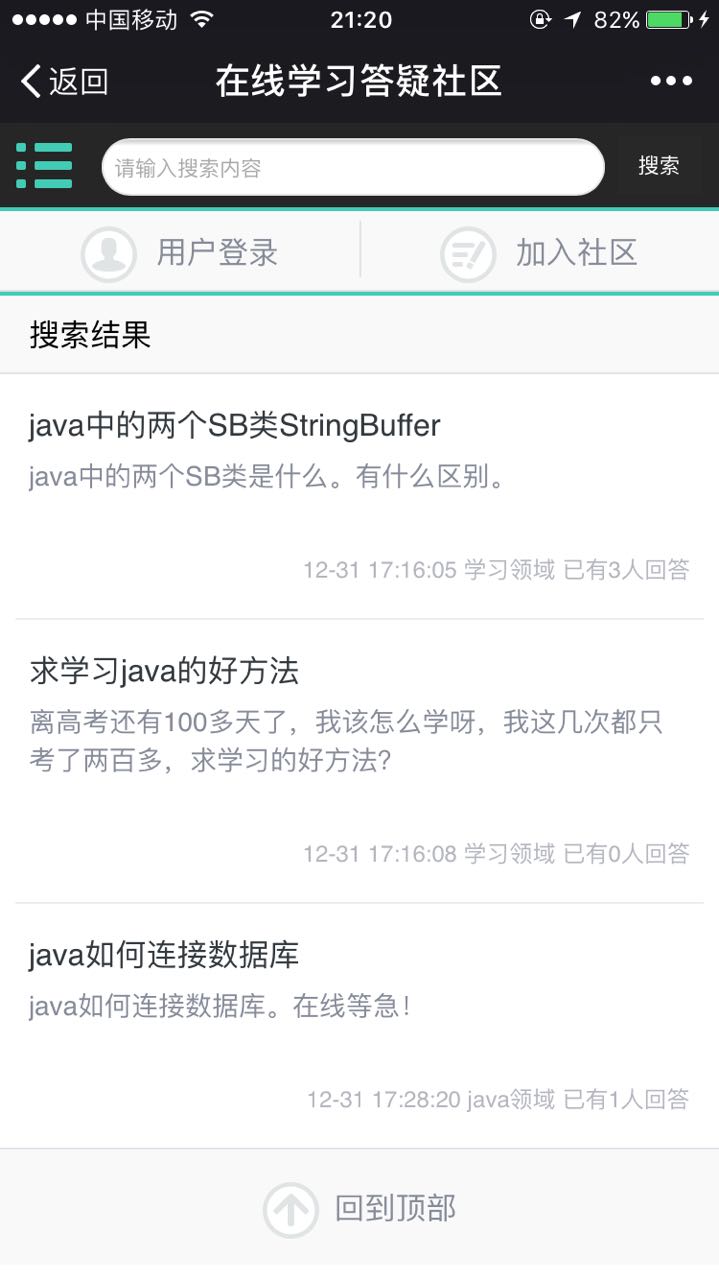 中国移动 21:20 82%
返回 在线学习答疑社区
请输入搜索内容 搜索
用户登录 加入社区
搜索结果
java中的两个SB类StringBuffer
java中的两个SB类是什么。有什么区别。
12-31 17:16:05 学习领域 已有3人回答
求学习java的好方法
离高考还有100多天了，我该怎么学呀，我这几次都只
考了两百多，求学习的好方法?
12-31 17:16:08 学习领域 已有0人回答
java如何连接数据库
java如何连接数据库。在线等急！
12-31 17:28:20 java领域 已有1人回答
回到顶部